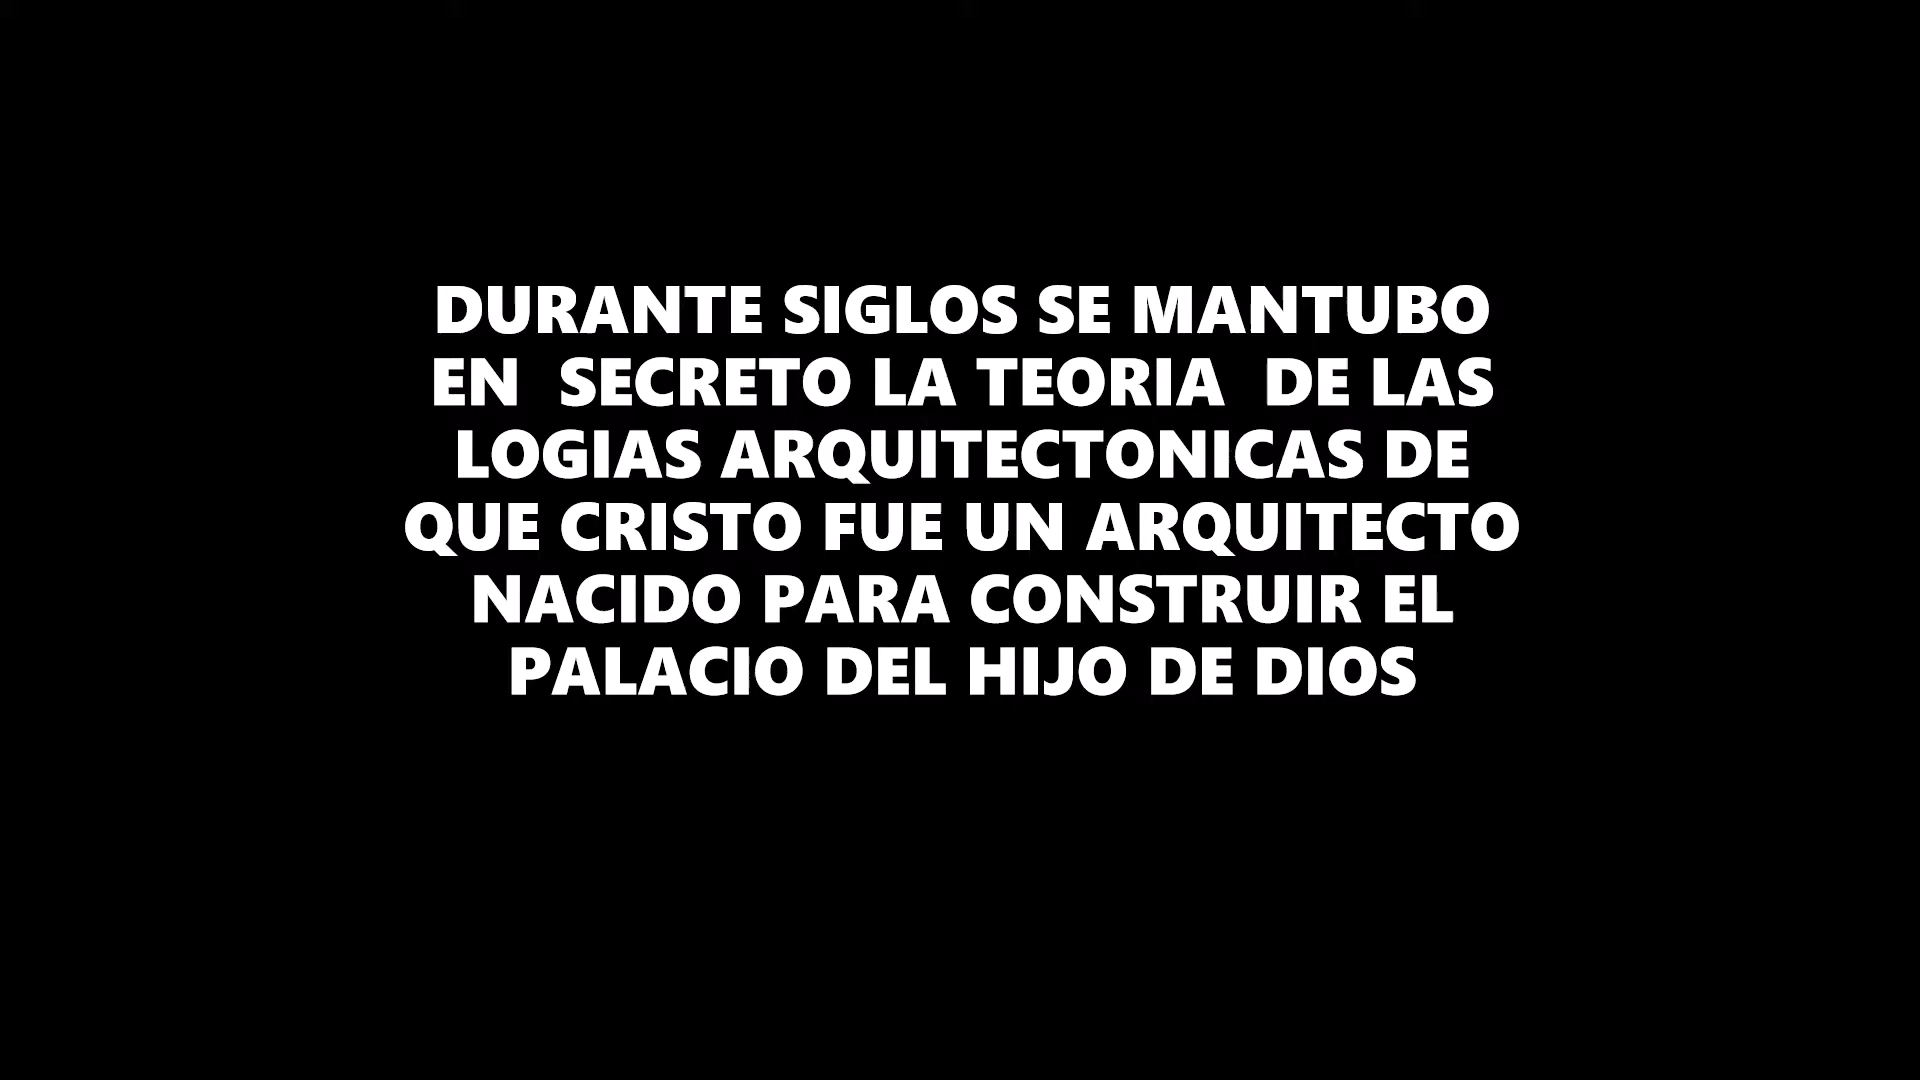 DURANTE SIGLOS SE MANTUBO
EN  SECRETO LA TEORIA  DE LAS
LOGIAS ARQUITECTONICAS DE
QUE CRISTO FUE UN ARQUITECTO
NACIDO PARA CONSTRUIR EL
PALACIO DEL HIJO DE DIOS